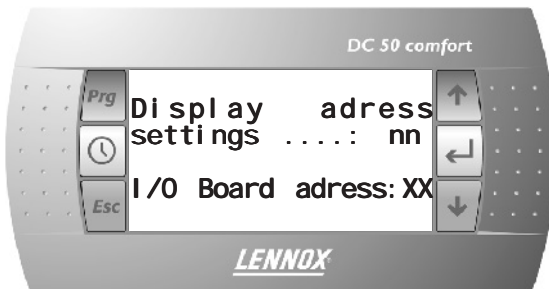 DC 50 comfort
Prg
Display adress
settings ....: nn
I/O Board adress: XX
Esc
LENNOX